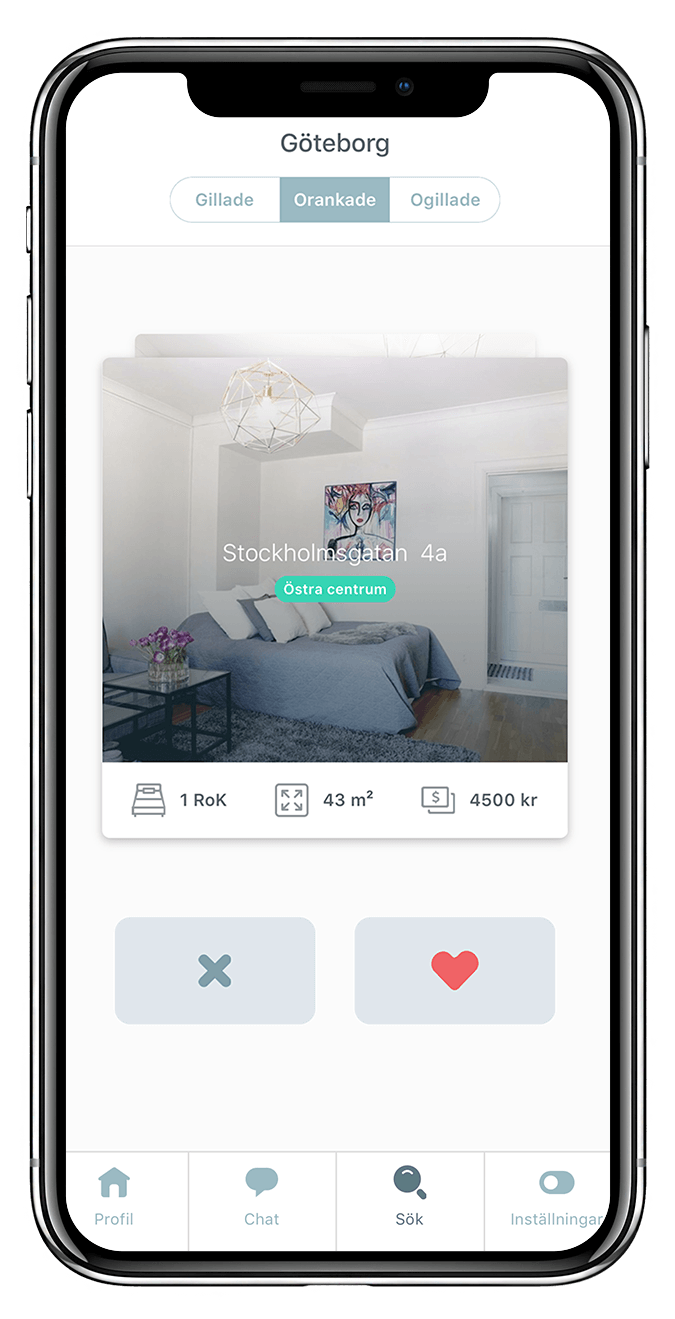 Göteborg
Gillade Orankade Ogillade
Stockholmsgatan 4a
Östra centrum
1 RoK 43 m² 4500 kr
Profil Chat Sök Inställningar